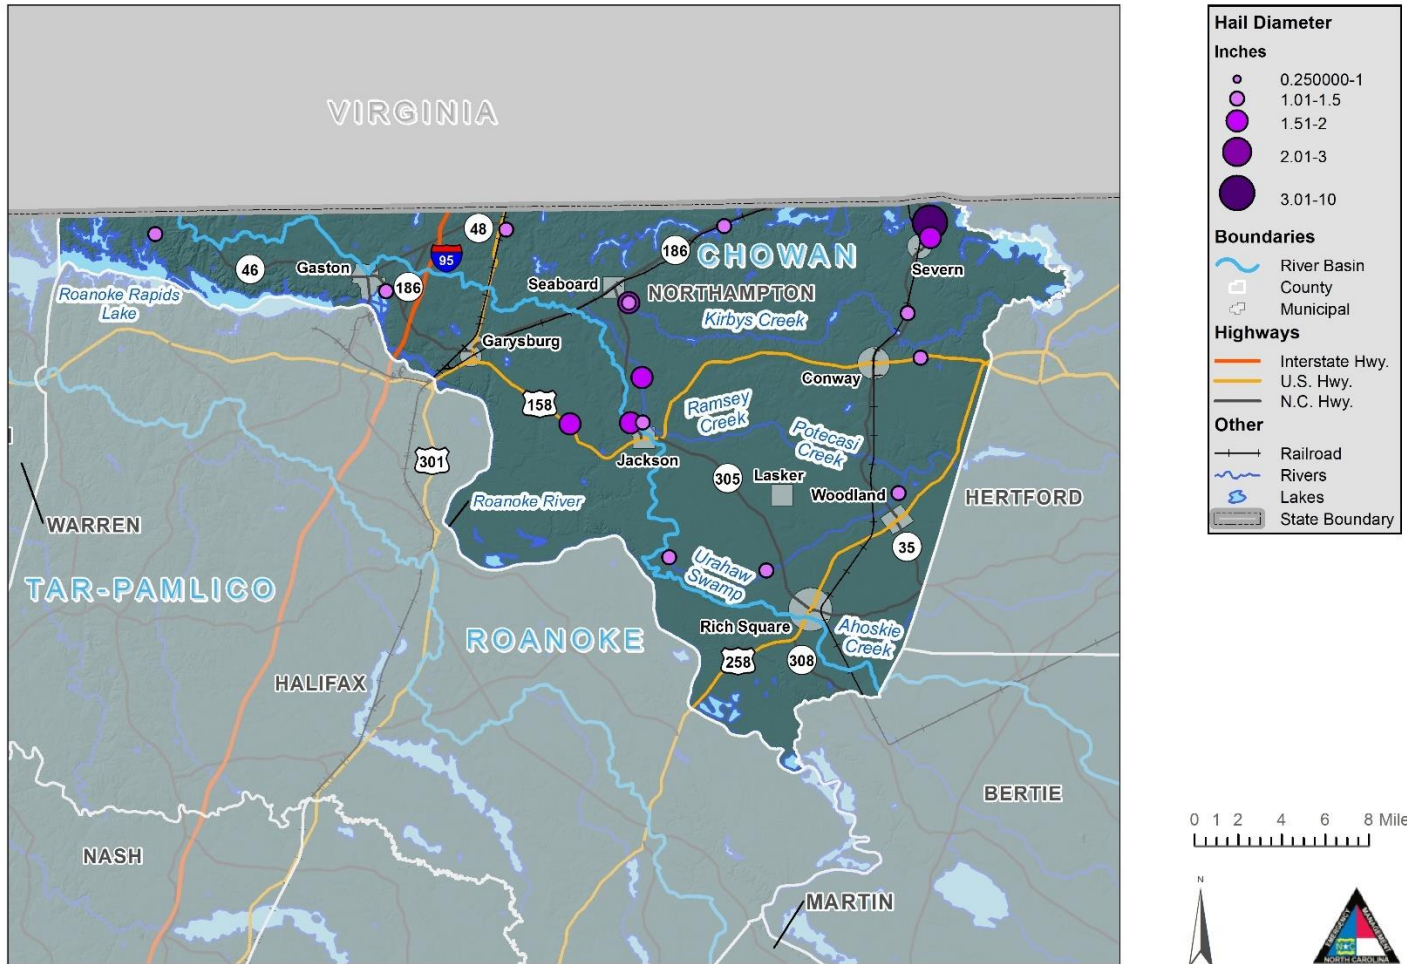 VIRGINIA
48
95
46
Gaston
186
186
CHOWAN
Severn
Seaboard
NORTHAMPTON
Kirbys Creek
Roanoke Rapids
Lake
Garysburg
Conway
158
Ramsey
Creek
Potecasi
Creek
301
Jackson
305
Lasker
Woodland
HERTFORD
Roanoke River
WARREN
35
TAR-PAMLICO
Urahaw
Swamp
ROANOKE
Rich Square
Ahoskie
Creek
258
308
HALIFAX
BERTIE
NASH
MARTIN
Hail Diameter
Inches
0.250000-1
1.01-1.5
1.51-2
2.01-3
3.01-10
Boundaries
River Basin
County
Municipal
Highways
Interstate Hwy.
U.S. Hwy.
N.C. Hwy.
Other
Railroad
Rivers
Lakes
State Boundary
0 1 2 4 6 8 Mile
N
EMERGENCY
MANAGEMENT
NORTH CAROLINA